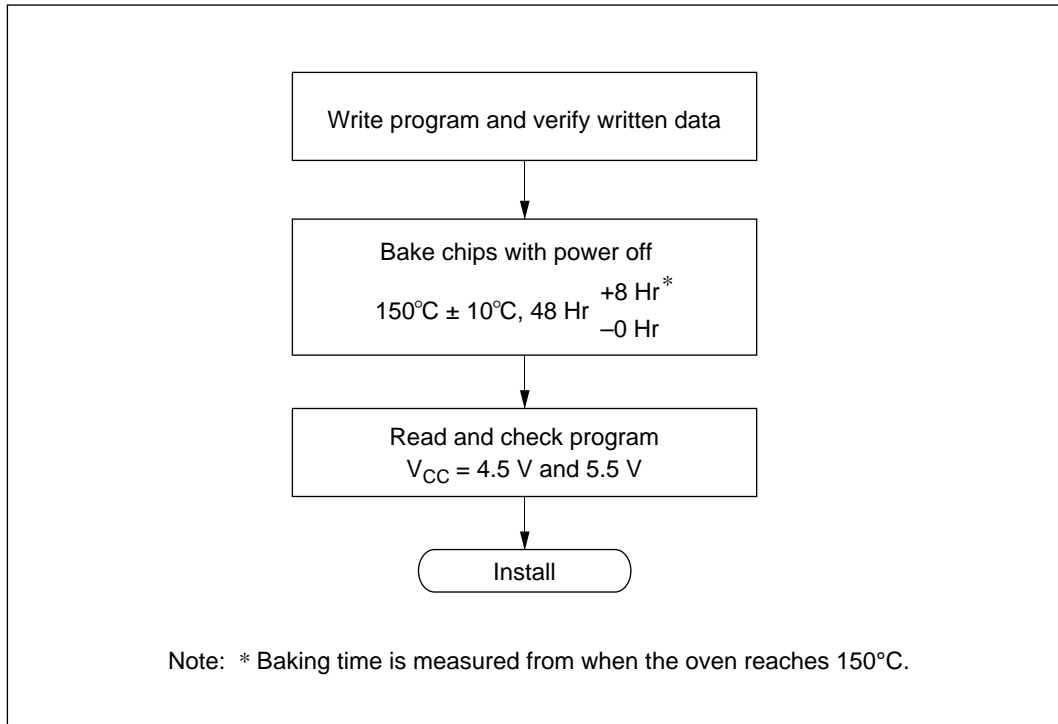 Write program and verify written data
Bake chips with power off
150°C ± 10°C, 48 Hr +8 Hr*
–0 Hr
Read and check program
VCC = 4.5 V and 5.5 V
Install
Note: * Baking time is measured from when the oven reaches 150°C.